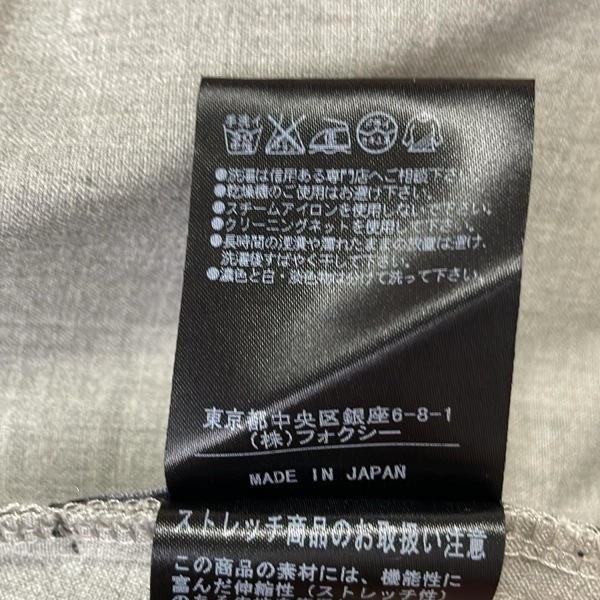 手洗イ
●洗濯は信用ある専門店へご相談下さい。
●乾燥機のご使用はお避け下さい。
●スチームアイロンを使用しないで下さい。
●クリーニングネットを使用して下さい。
●長時間の浸漬や濡れたままの放置は避け、
洗濯後すばやく干して下さい。
●濃色と白・淡色物は分けて洗って下さい。
東京都中央区銀座6-8-1
(株)フォクシー
MADE IN JAPAN
ストレッチ商品のお取扱い注意
この商品の素材には、機能性に
富んだ伸縮性(ストレッチ性)